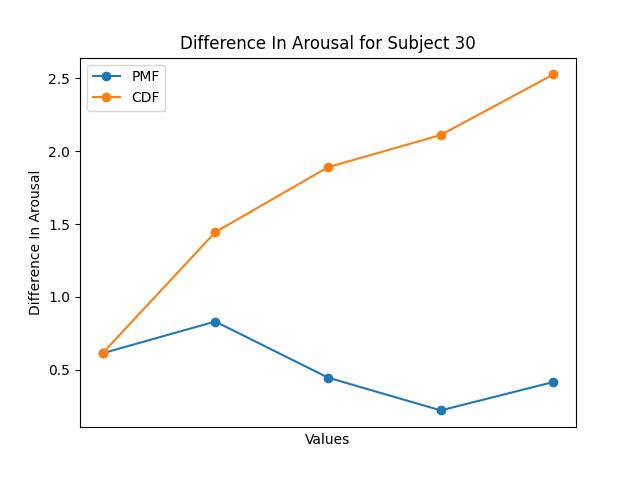 Difference In Arousal for Subject 30
PMF
CDF
2.5
2.0
1.5
1.0
0.5
Difference In Arousal
Values